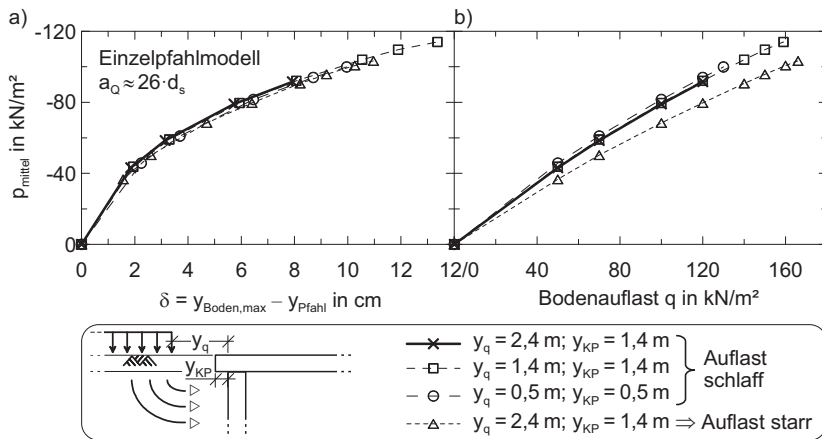 a)
b)
-120
-80
-40
0
p_mittel in kN/m²
Einzelpfahlmodell
a_Q ≈ 26·d_s
0 2 4 6 8 10 12 12/0 40 80 120 160
δ = y_Boden,max – y_Pfahl in cm
Bodenauflast q in kN/m²
y_q
y_KP
y_q = 2,4 m; y_KP = 1,4 m
y_q = 1,4 m; y_KP = 1,4 m
y_q = 0,5 m; y_KP = 0,5 m
Auflast
schlaff
y_q = 2,4 m; y_KP = 1,4 m ⇒ Auflast starr